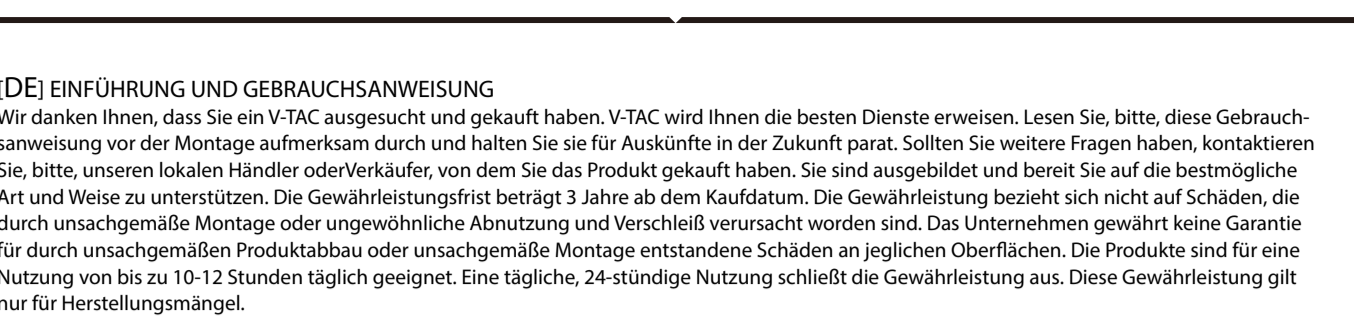 [DE] EINFÜHRUNG UND GEBRAUCHSANWEISUNG
Wir danken Ihnen, dass Sie ein V-TAC ausgesucht und gekauft haben. V-TAC wird Ihnen die besten Dienste erweisen. Lesen Sie, bitte, diese Gebrauch-
sanweisung vor der Montage aufmerksam durch und halten Sie sie für Auskünfte in der Zukunft parat. Sollten Sie weitere Fragen haben, kontaktieren
Sie, bitte, unseren lokalen Händler oderVerkäufer, von dem Sie das Produkt gekauft haben. Sie sind ausgebildet und bereit Sie auf die bestmögliche
Art und Weise zu unterstützen. Die Gewährleistungsfrist beträgt 3 Jahre ab dem Kaufdatum. Die Gewährleistung bezieht sich nicht auf Schäden, die
durch unsachgemäße Montage oder ungewöhnliche Abnutzung und Verschleiß verursacht worden sind. Das Unternehmen gewährt keine Garantie
für durch unsachgemäßen Produktabbau oder unsachgemäße Montage entstandene Schäden an jeglichen Oberflächen. Die Produkte sind für eine
Nutzung von bis zu 10-12 Stunden täglich geeignet. Eine tägliche, 24-stündige Nutzung schließt die Gewährleistung aus. Diese Gewährleistung gilt
nur für Herstellungsmängel.